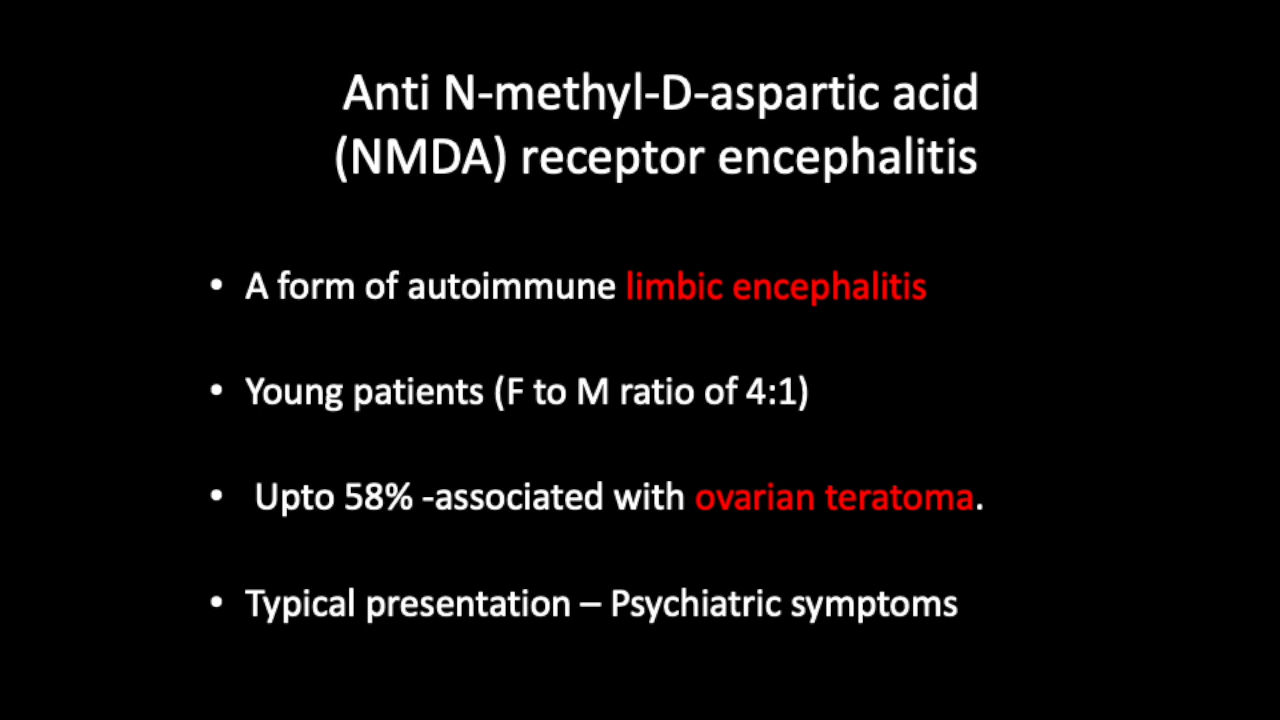 Anti N-methyl-D-aspartic acid
(NMDA) receptor encephalitis
• A form of autoimmune limbic encephalitis
• Young patients (F to M ratio of 4:1)
• Upto 58% -associated with ovarian teratoma.
• Typical presentation – Psychiatric symptoms